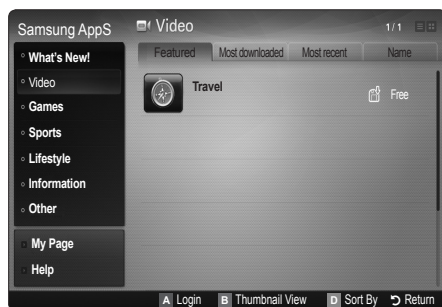 Samsung AppS
Video
1/1
What's New!
Video
Games
Sports
Lifestyle
Information
Other
My Page
Help
Featured
Most downloaded
Most recent
Name
Travel
Free
A Login
B Thumbnail View
D Sort By
Return